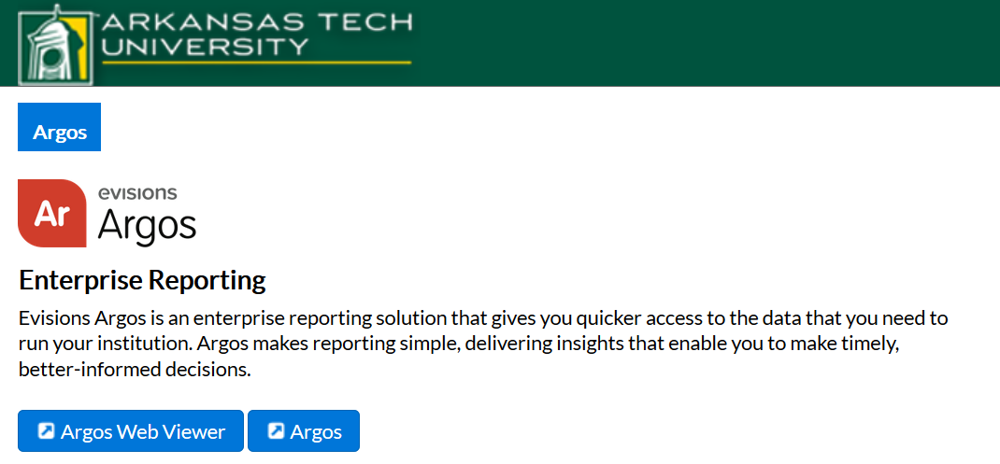 ARKANSAS TECH
UNIVERSITY
Argos
Ar
evisions
Argos
Enterprise Reporting
Evisions Argos is an enterprise reporting solution that gives you quicker access to the data that you need to
run your institution. Argos makes reporting simple, delivering insights that enable you to make timely,
better-informed decisions.
Argos Web Viewer Argos